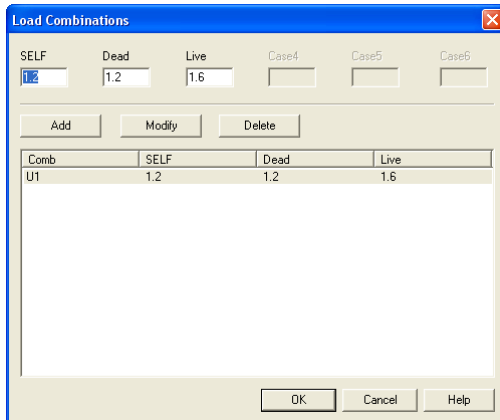 Load Combinations
SELF Dead Live Case4 Case5 Case6
1.2 1.2 1.6
Add Modify Delete
Comb SELF Dead Live
U1 1.2 1.2 1.6
OK Cancel Help